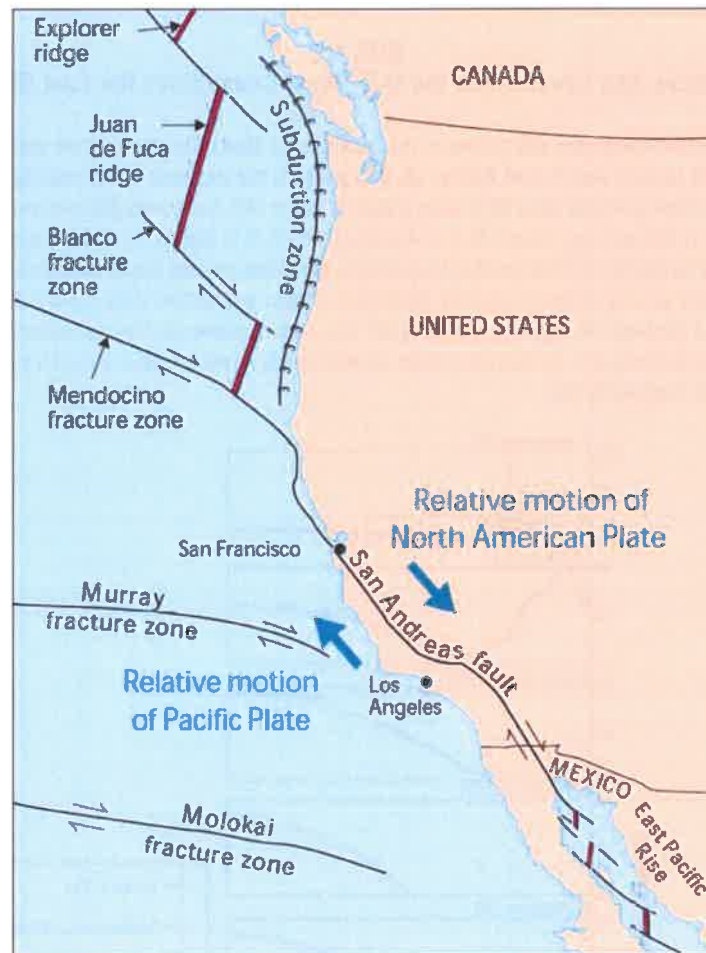 Explorer
ridge
CANADA
Juan
de Fuca
ridge
Subduction zone
Blanco
fracture
zone
UNITED STATES
Mendocino
fracture zone
Relative motion of
North American Plate
San Francisco
San Andreas fault
Murray
fracture zone
Relative motion
of Pacific Plate
Los
Angeles
MEXICO
East Pacific
Rise
Molokai
fracture zone